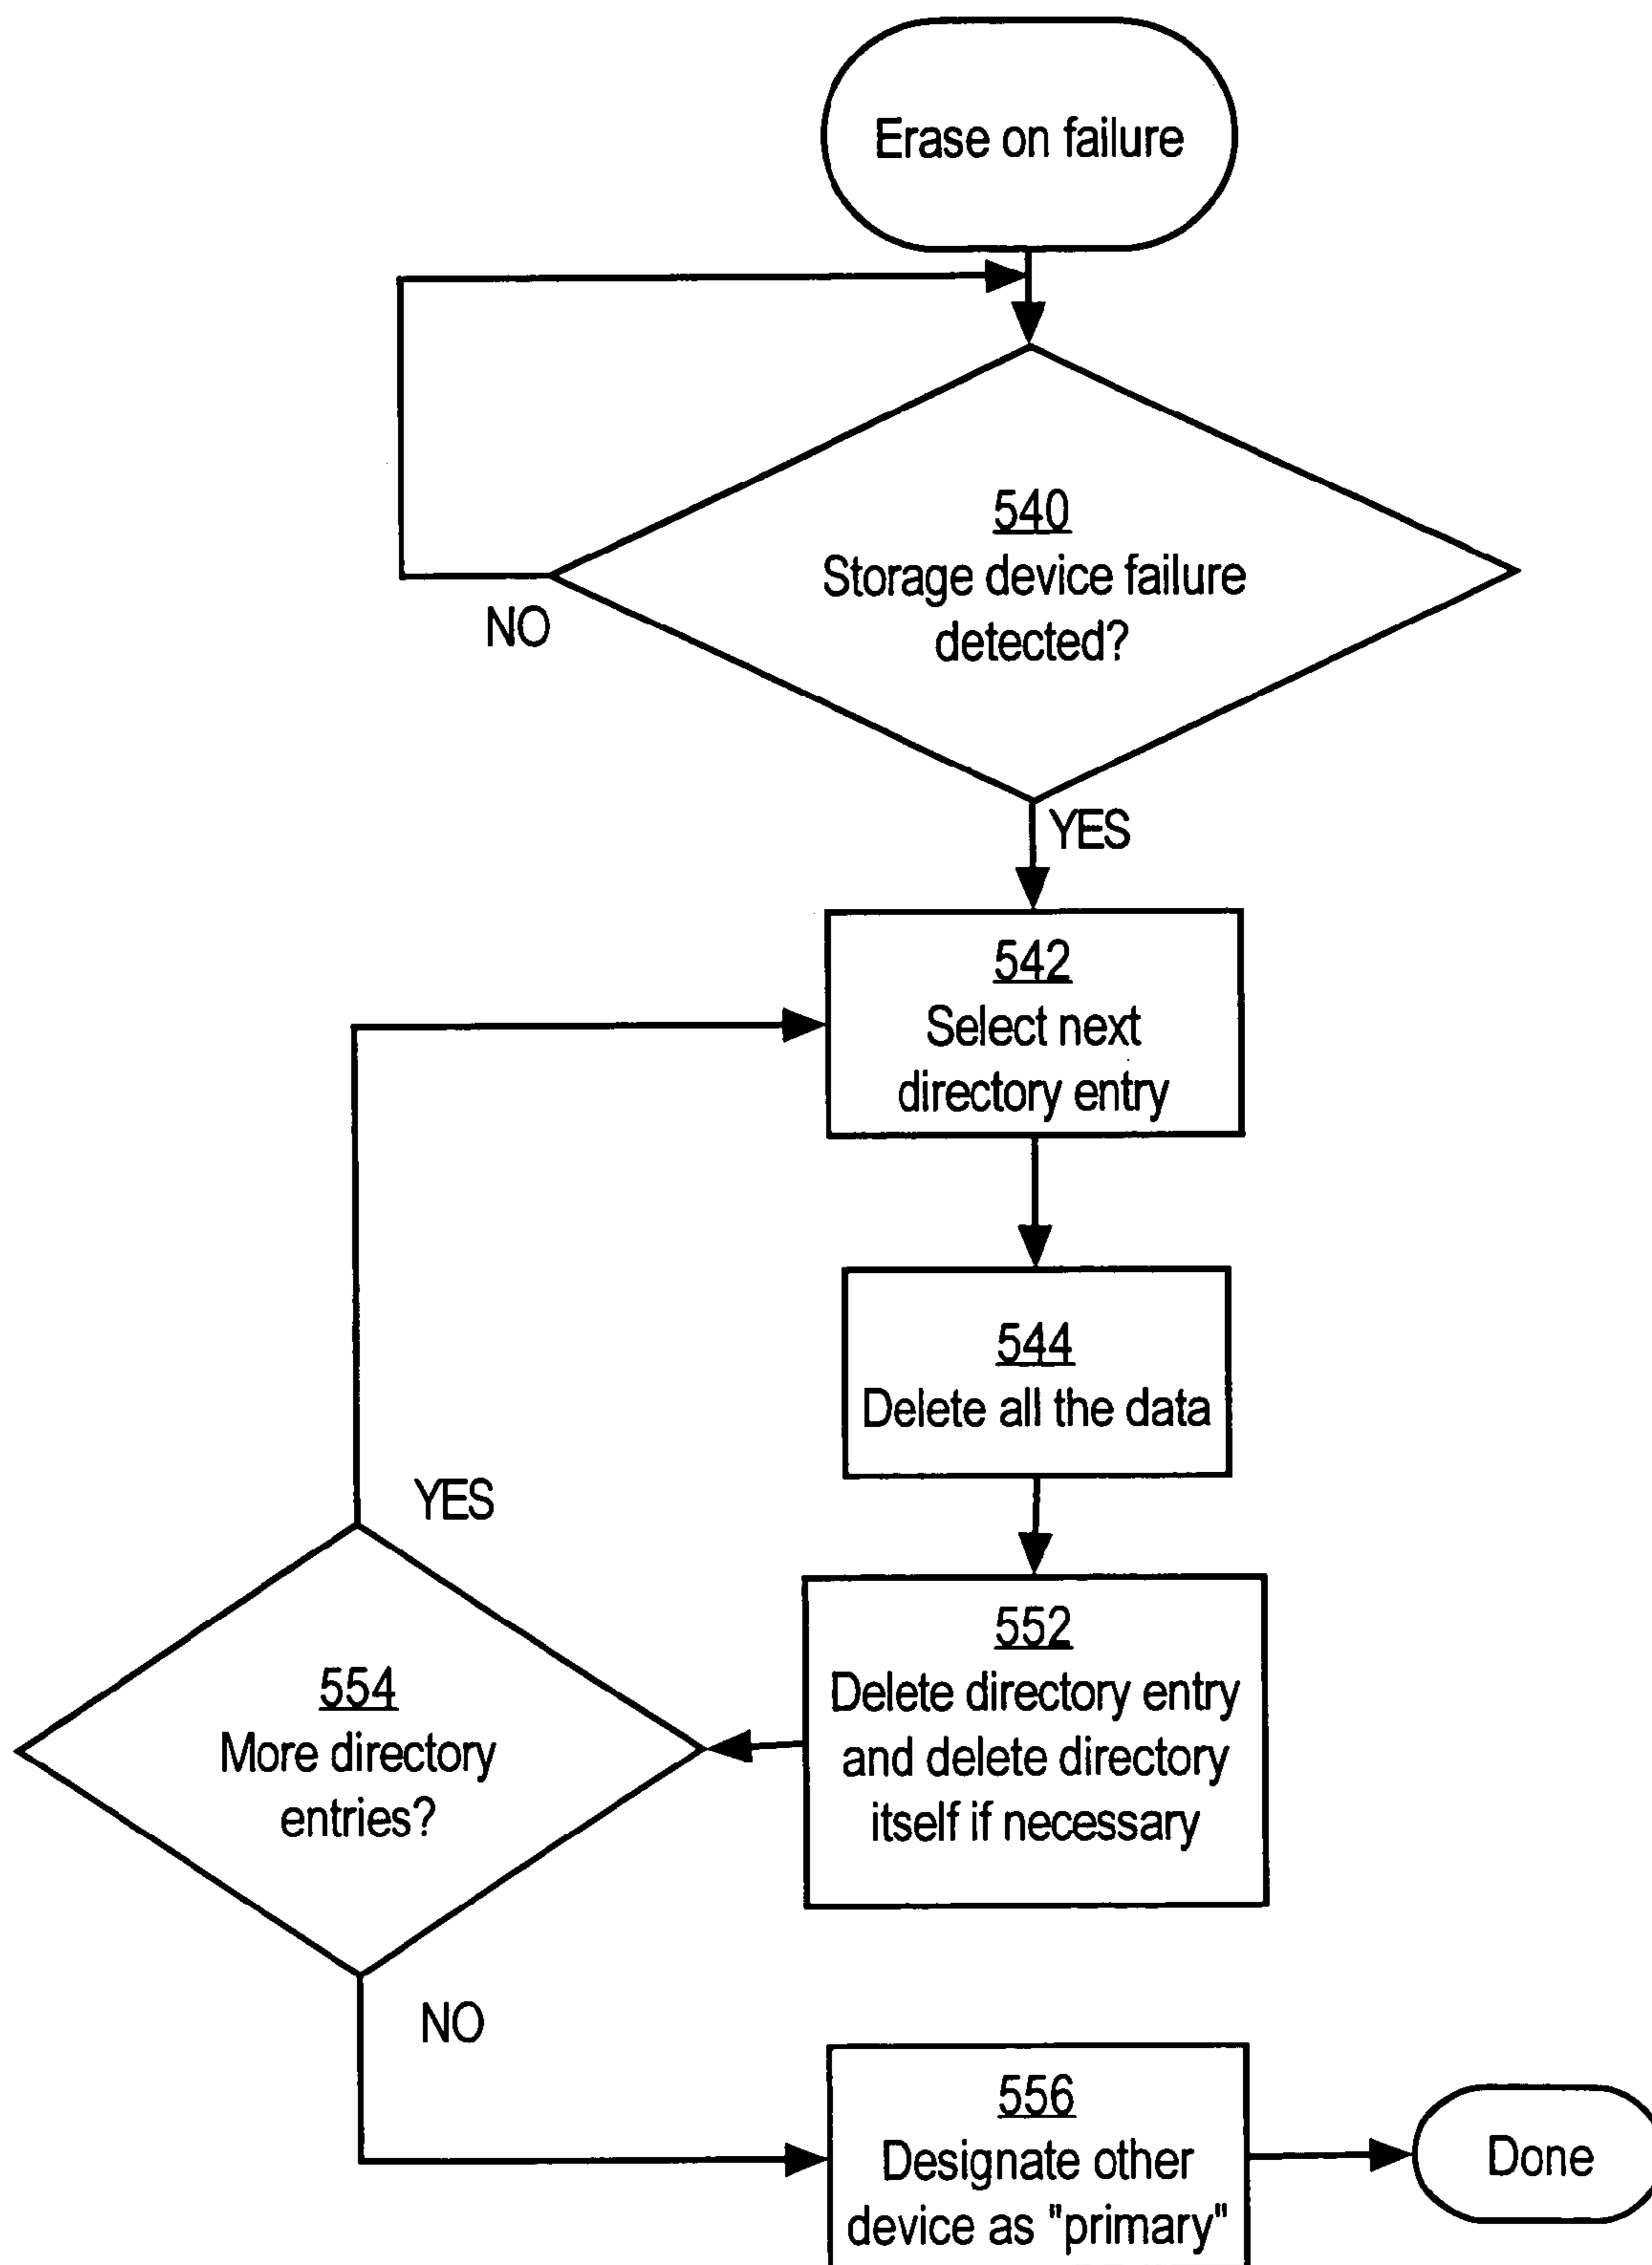 Erase on failure
540
Storage device failure
detected?
NO
YES
542
Select next
directory entry
544
Delete all the data
YES
552
Delete directory entry
and delete directory
itself if necessary
554
More directory
entries?
NO
556
Designate other
device as "primary"
Done